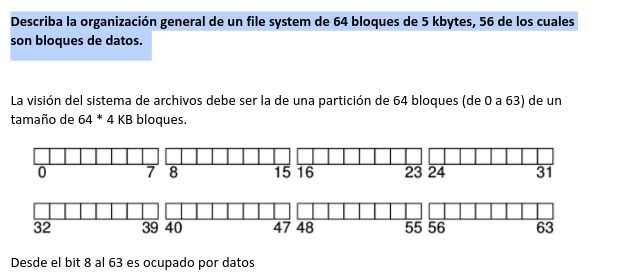 Describa la organización general de un file system de 64 bloques de 5 kbytes, 56 de los cuales
son bloques de datos.
La visión del sistema de archivos debe ser la de una partición de 64 bloques (de 0 a 63) de un
tamaño de 64 * 4 KB bloques.
0 7 8 15 16 23 24 31
32 39 40 47 48 55 56 63
Desde el bit 8 al 63 es ocupado por datos